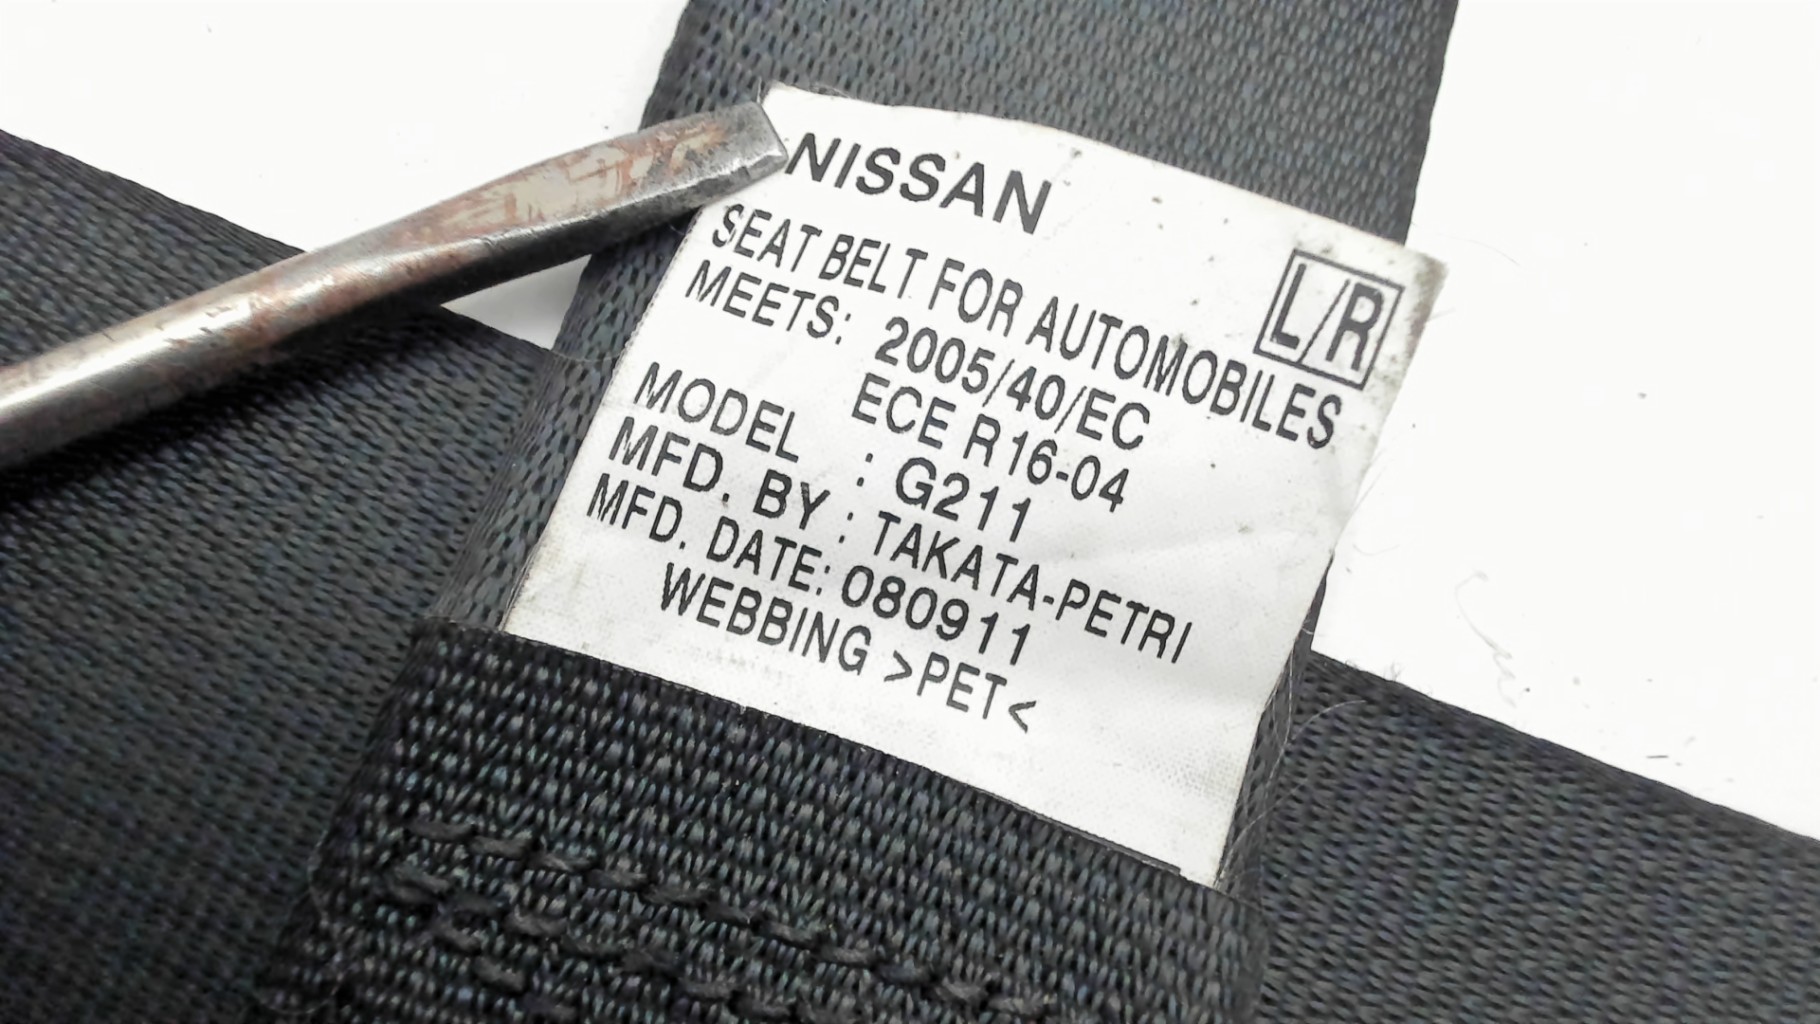 NISSAN
L/R
SEAT BELT FOR AUTOMOBILES
MEETS: 2005/40/EC
ECE R16-04
MODEL : G211
MFD. BY : TAKATA-PETRI
MFD. DATE: 080911
WEBBING >PET<